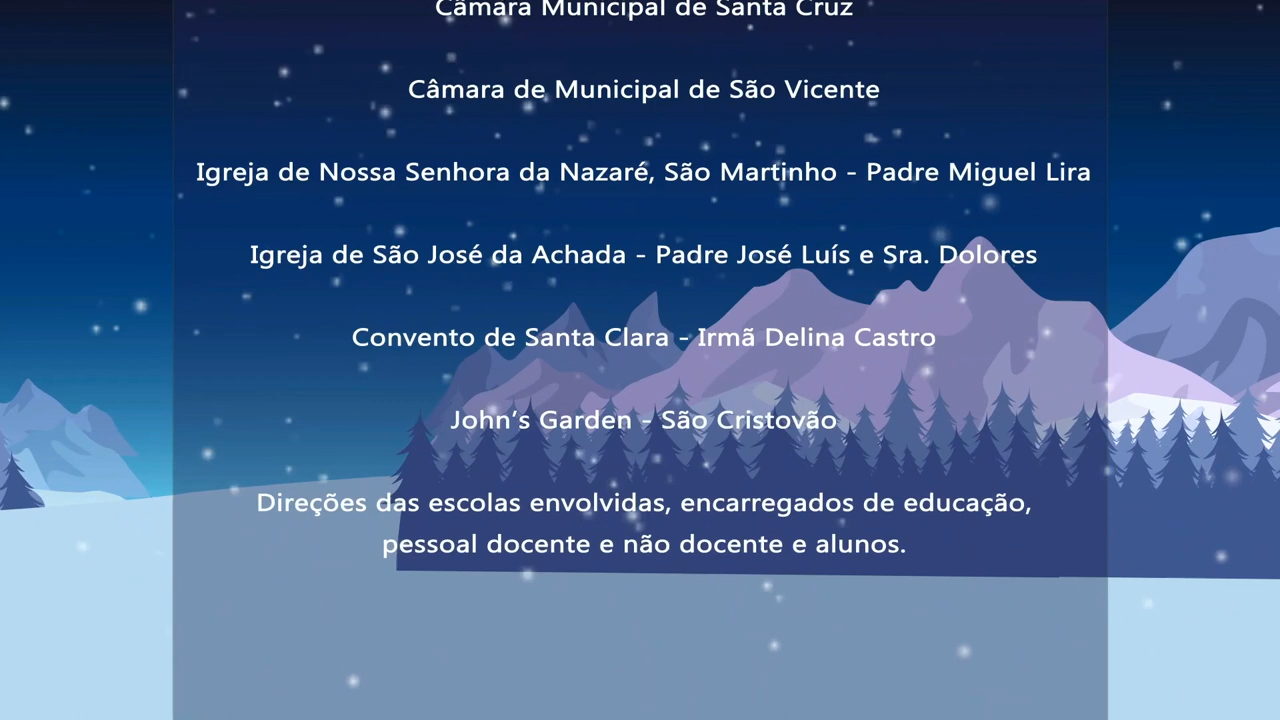 Câmara Municipal de Santa Cruz
Câmara de Municipal de São Vicente
Igreja de Nossa Senhora da Nazaré, São Martinho - Padre Miguel Lira
Igreja de São José da Achada - Padre José Luís e Sra. Dolores
Convento de Santa Clara - Irmã Delina Castro
John’s Garden - São Cristovão
Direções das escolas envolvidas, encarregados de educação,
pessoal docente e não docente e alunos.